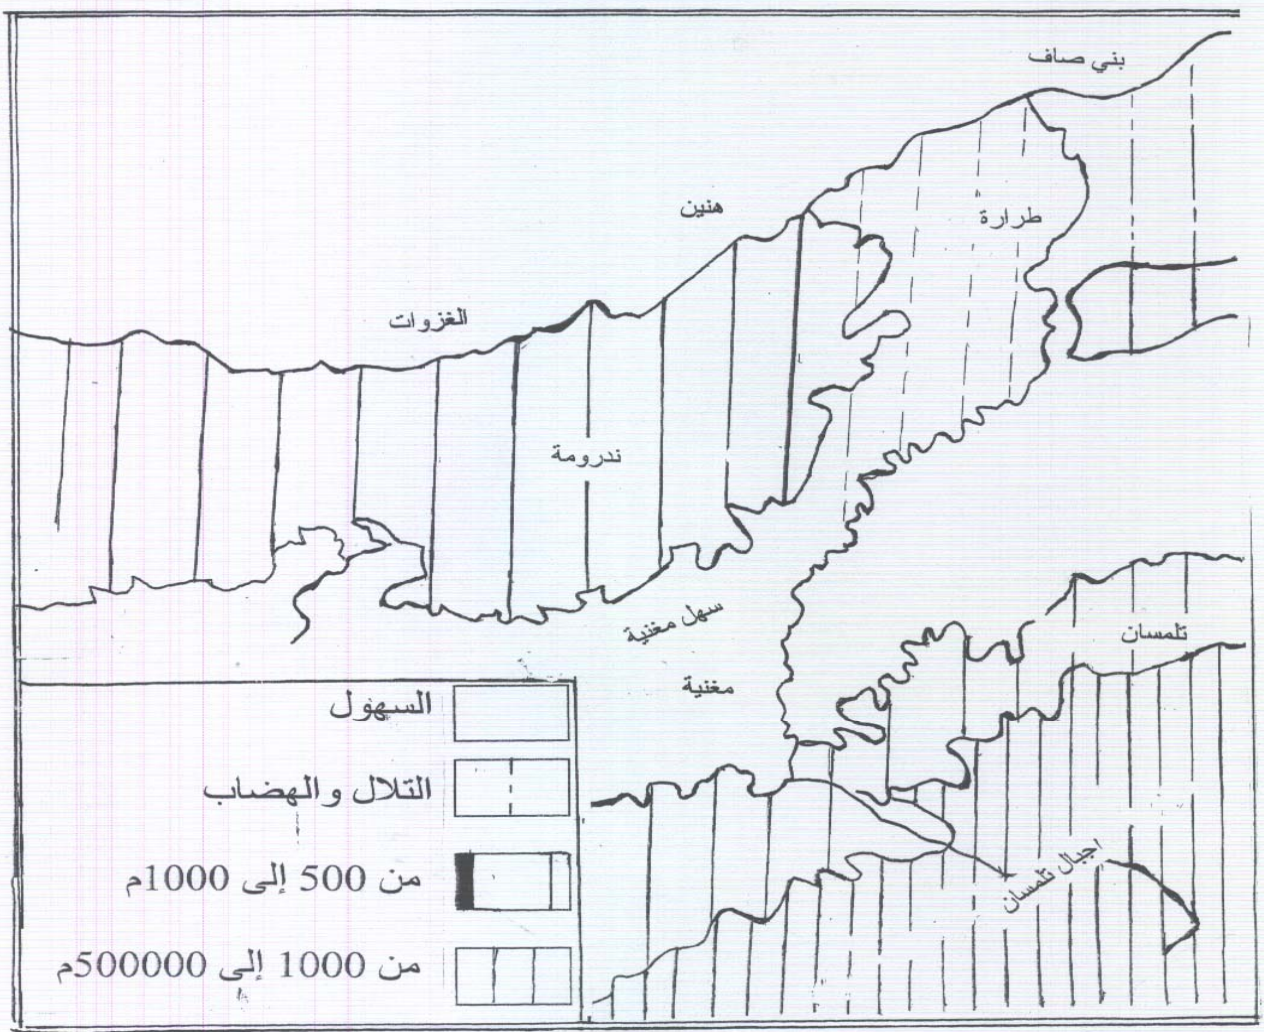 بني صاف
هنين
طرارة
الغزوات
ندرومة
سهل مغنية
تلمسان
مغنية
اجبال تلمسان
السهول
التلال والهضاب
من 500 إلى 1000م
من 1000 إلى 500000م